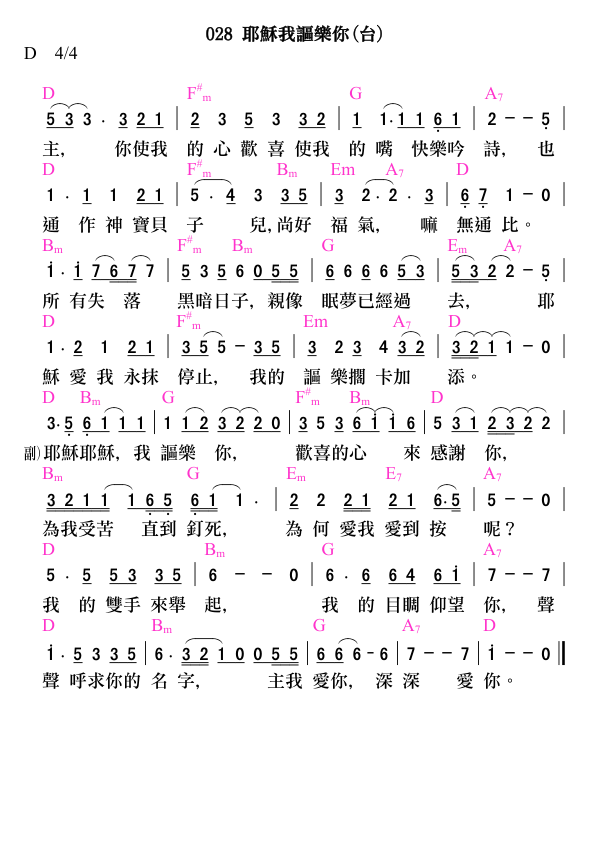 028 耶穌我謳樂你(台)
D 4/4
D F#m G A7
5 3 3 · 3 2 1 | 2 3 5 3 3 2 | 1 1·1 1 6 1 | 2 - - 5 |
主， 你使我 的 心 歡 喜 使我 的 嘴 快樂吟 詩， 也
D F#m Bm Em A7 D
1 · 1 1 2 1 | 5 · 4 3 3 5 | 3 2·2 · 3 | 6 7 1 - 0 |
通 作 神 寶貝 子 兒，尚好 福 氣， 嘛 無通 比。
Bm F#m Bm G Em A7
i · i 7 6 7 7 | 5 3 5 6 0 5 5 | 6 6 6 6 5 3 | 5 3 2 2 - 5 |
所 有失 落 黑暗日子，親像 眠夢已經過 去， 耶
D F#m Em A7 D
1 · 2 1 2 1 | 3 5 5 - 3 5 | 3 2 3 4 3 2 | 3 2 1 1 - 0 |
穌 愛 我 永抹 停止， 我的 謳 樂擱 卡加 添。
D Bm G F#m Bm D
3·5 6 1 1 1 | 1 1 2 3 2 2 0 | 3 5 3 6 i i 6 | 5 3 1 2 3 2 2 |
副)耶穌耶穌，我 謳樂 你， 歡喜的心 來 感謝 你，
Bm G Em E7 A7
3 2 1 1 1 6 5 6 1 1 · | 2 2 2 1 2 1 6·5 | 5 - - 0 |
為我受苦 直到 釘死， 為 何 愛我 愛到 按 呢？
D Bm G A7
5 · 5 5 3 3 5 | 6 - - 0 | 6 · 6 6 4 6 i | 7 - - 7 |
我 的 雙手 來舉 起， 我 的 目瞷 仰望 你， 聲
D Bm G A7 D
i · 5 3 3 5 | 6 · 3 2 1 0 0 5 5 | 6 6 6 - 6 | 7 - - 7 | i - - 0 ‖
聲 呼求你的 名 字， 主我 愛你， 深 深 愛 你。